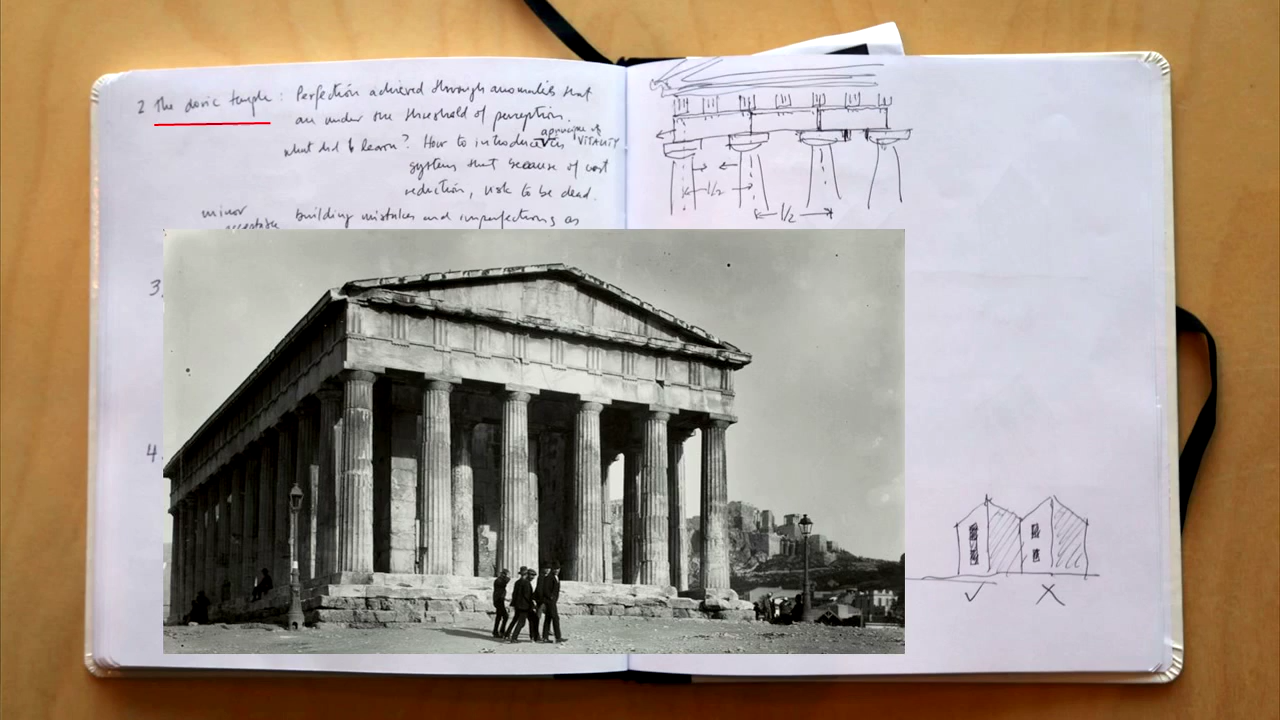 2 The doric temple : Perfection achieved through anomalies that
are under the threshold of perception.
a principle of
What did I learn? How to introduce VITALITY
systems that because of cost
reduction, risk to be dead.
minor building mistakes and imperfections as
acceptable
3.
4.
1/2
1/2